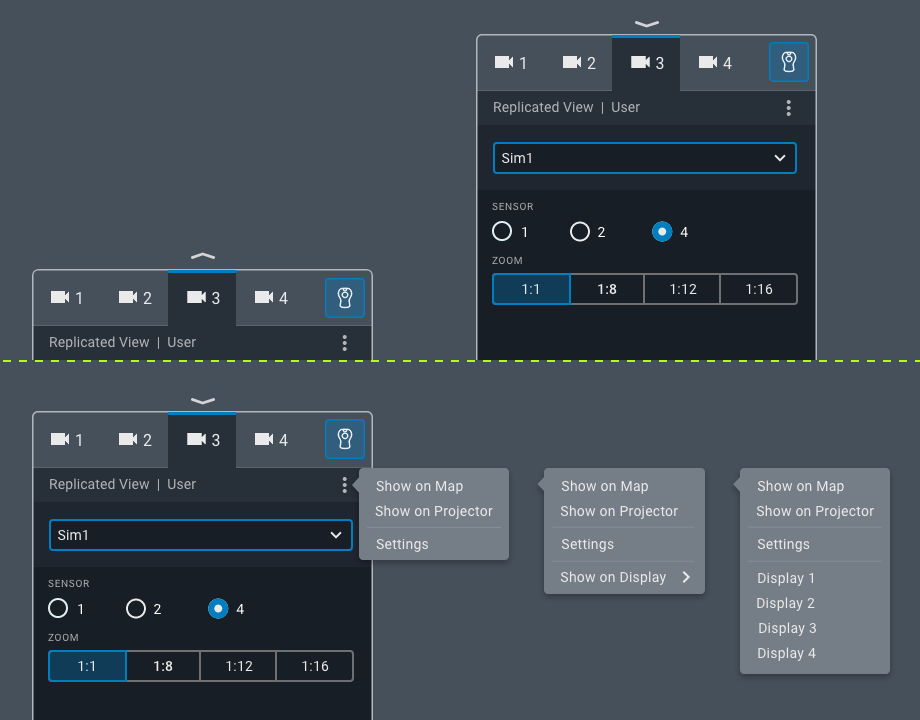 1 2 3 4
Replicated View | User
Sim1
SENSOR
1 2 4
ZOOM
1:1 1:8 1:12 1:16
1 2 3 4
Replicated View | User
1 2 3 4
Replicated View | User
Sim1
SENSOR
1 2 4
ZOOM
1:1 1:8 1:12 1:16
Show on Map
Show on Projector
Settings
Show on Map
Show on Projector
Settings
Show on Display
Show on Map
Show on Projector
Settings
Display 1
Display 2
Display 3
Display 4